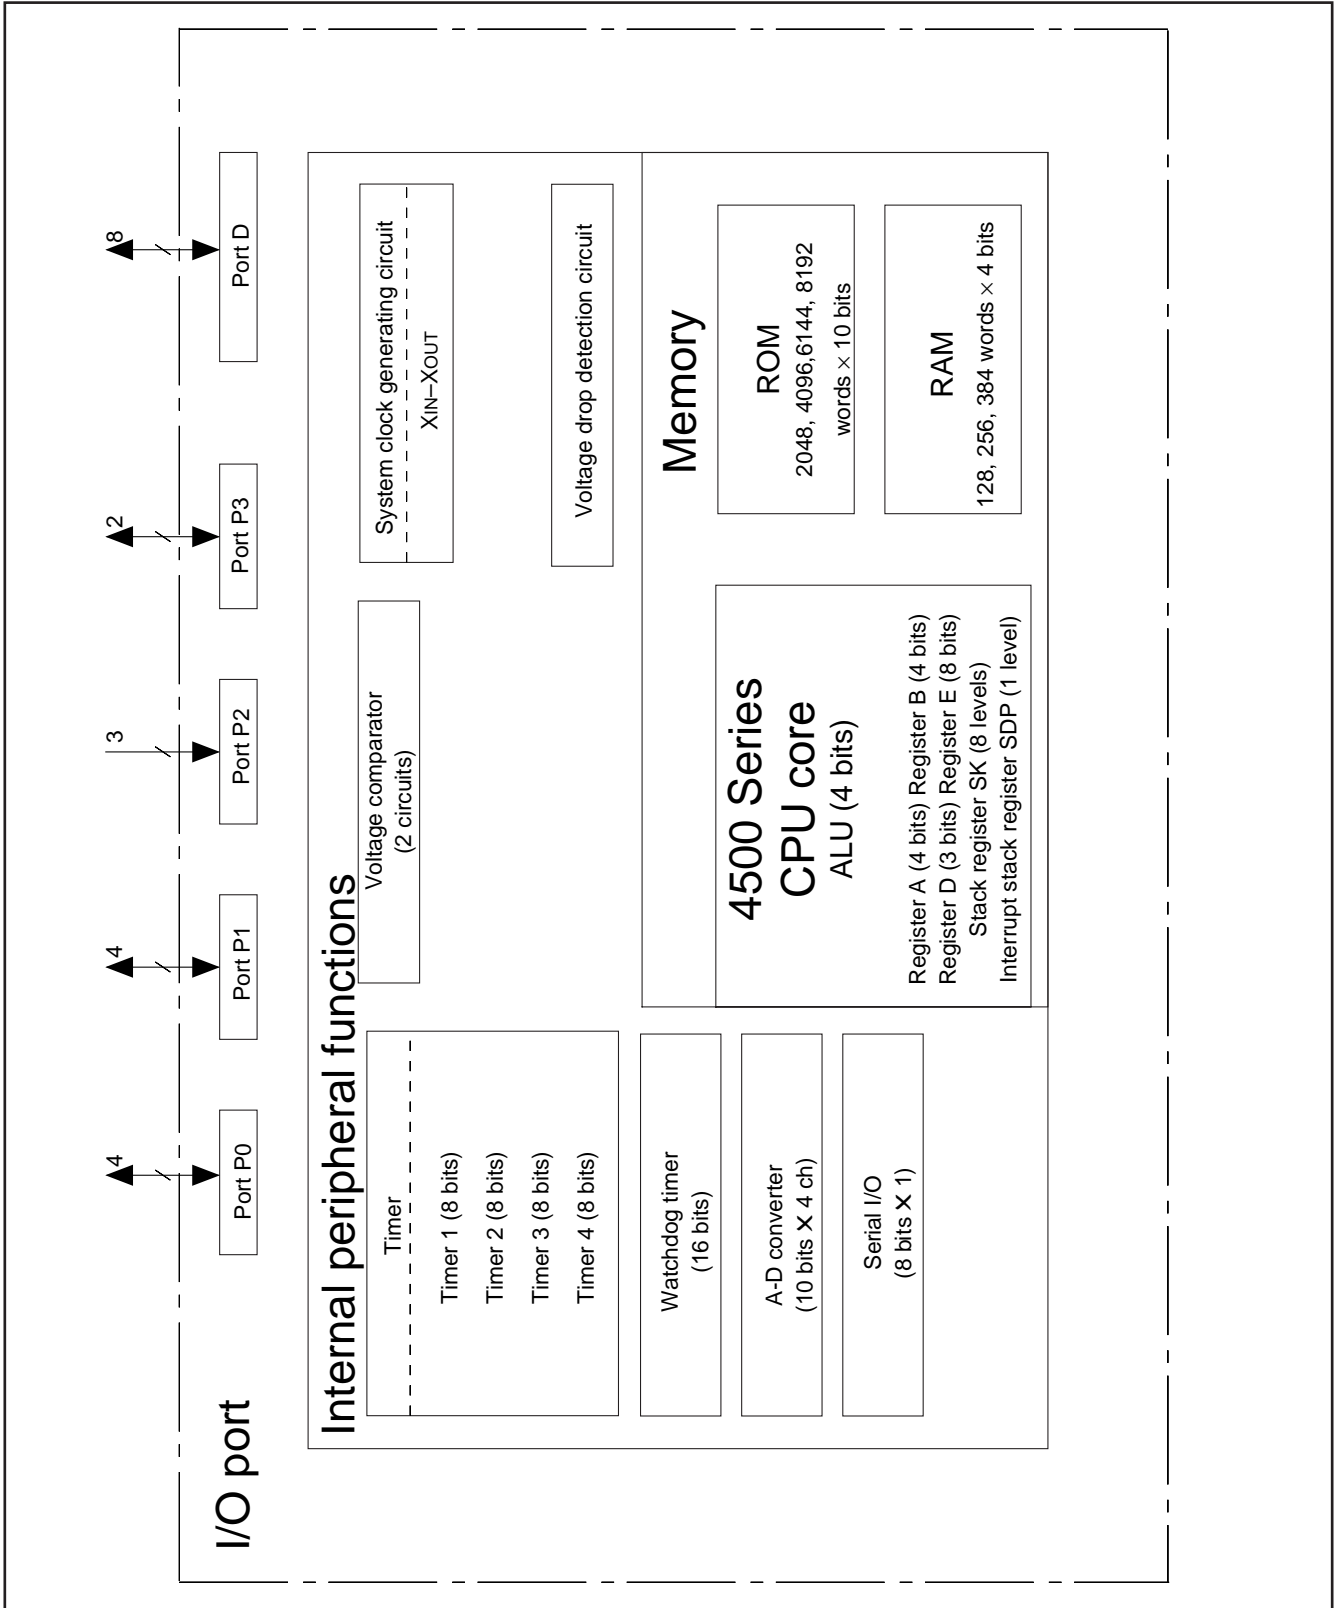 I/O port
4
4
3
2
8
Port P0
Port P1
Port P2
Port P3
Port D
Internal peripheral functions
Timer
Timer 1 (8 bits)
Timer 2 (8 bits)
Timer 3 (8 bits)
Timer 4 (8 bits)
Watchdog timer
(16 bits)
A-D converter
(10 bits ✕ 4 ch)
Serial I/O
(8 bits ✕ 1)
Voltage comparator
(2 circuits)
System clock generating circuit
XIN–XOUT
Voltage drop detection circuit
4500 Series
CPU core
ALU (4 bits)
Register A (4 bits) Register B (4 bits)
Register D (3 bits) Register E (8 bits)
Stack register SK (8 levels)
Interrupt stack register SDP (1 level)
Memory
ROM
2048, 4096,6144, 8192
words × 10 bits
RAM
128, 256, 384 words × 4 bits